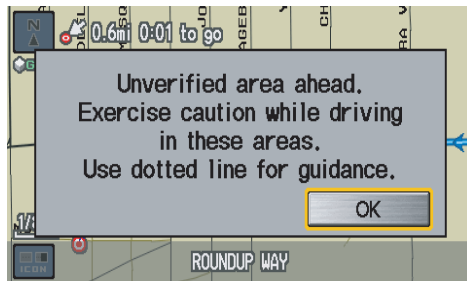 N
0.6mi 0:01 to go
Unverified area ahead.
Exercise caution while driving
in these areas.
Use dotted line for guidance.
OK
ICON
ROUNDUP WAY